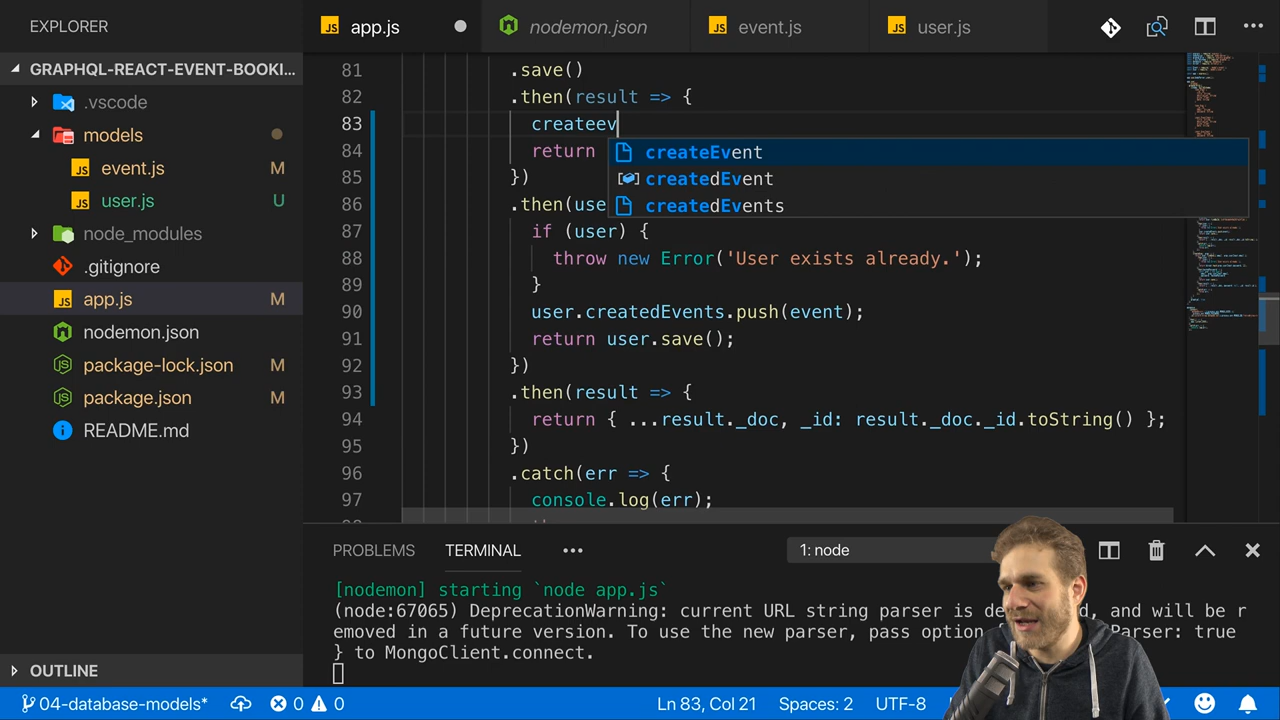 EXPLORER
app.js
nodemon.json
event.js
user.js
GRAPHQL-REACT-EVENT-BOOKI...
.vscode
models
event.js M
user.js U
node_modules
.gitignore
app.js M
nodemon.json
package-lock.json M
package.json M
README.md
OUTLINE
81 .save()
82 .then(result => {
83 createev
84 return
85 })
86 .then(use
87 if (user) {
88 throw new Error('User exists already.');
89 }
90 user.createdEvents.push(event);
91 return user.save();
92 })
93 .then(result => {
94 return { ...result._doc, _id: result._doc._id.toString() };
95 })
96 .catch(err => {
97 console.log(err);
createEvent
createdEvent
createdEvents
PROBLEMS TERMINAL ••• 1: node
[nodemon] starting `node app.js`
(node:67065) DeprecationWarning: current URL string parser is de d, and will be r
emoved in a future version. To use the new parser, pass option Parser: true
} to MongoClient.connect.
04-database-models* 0 0 Ln 83, Col 21 Spaces: 2 UTF-8